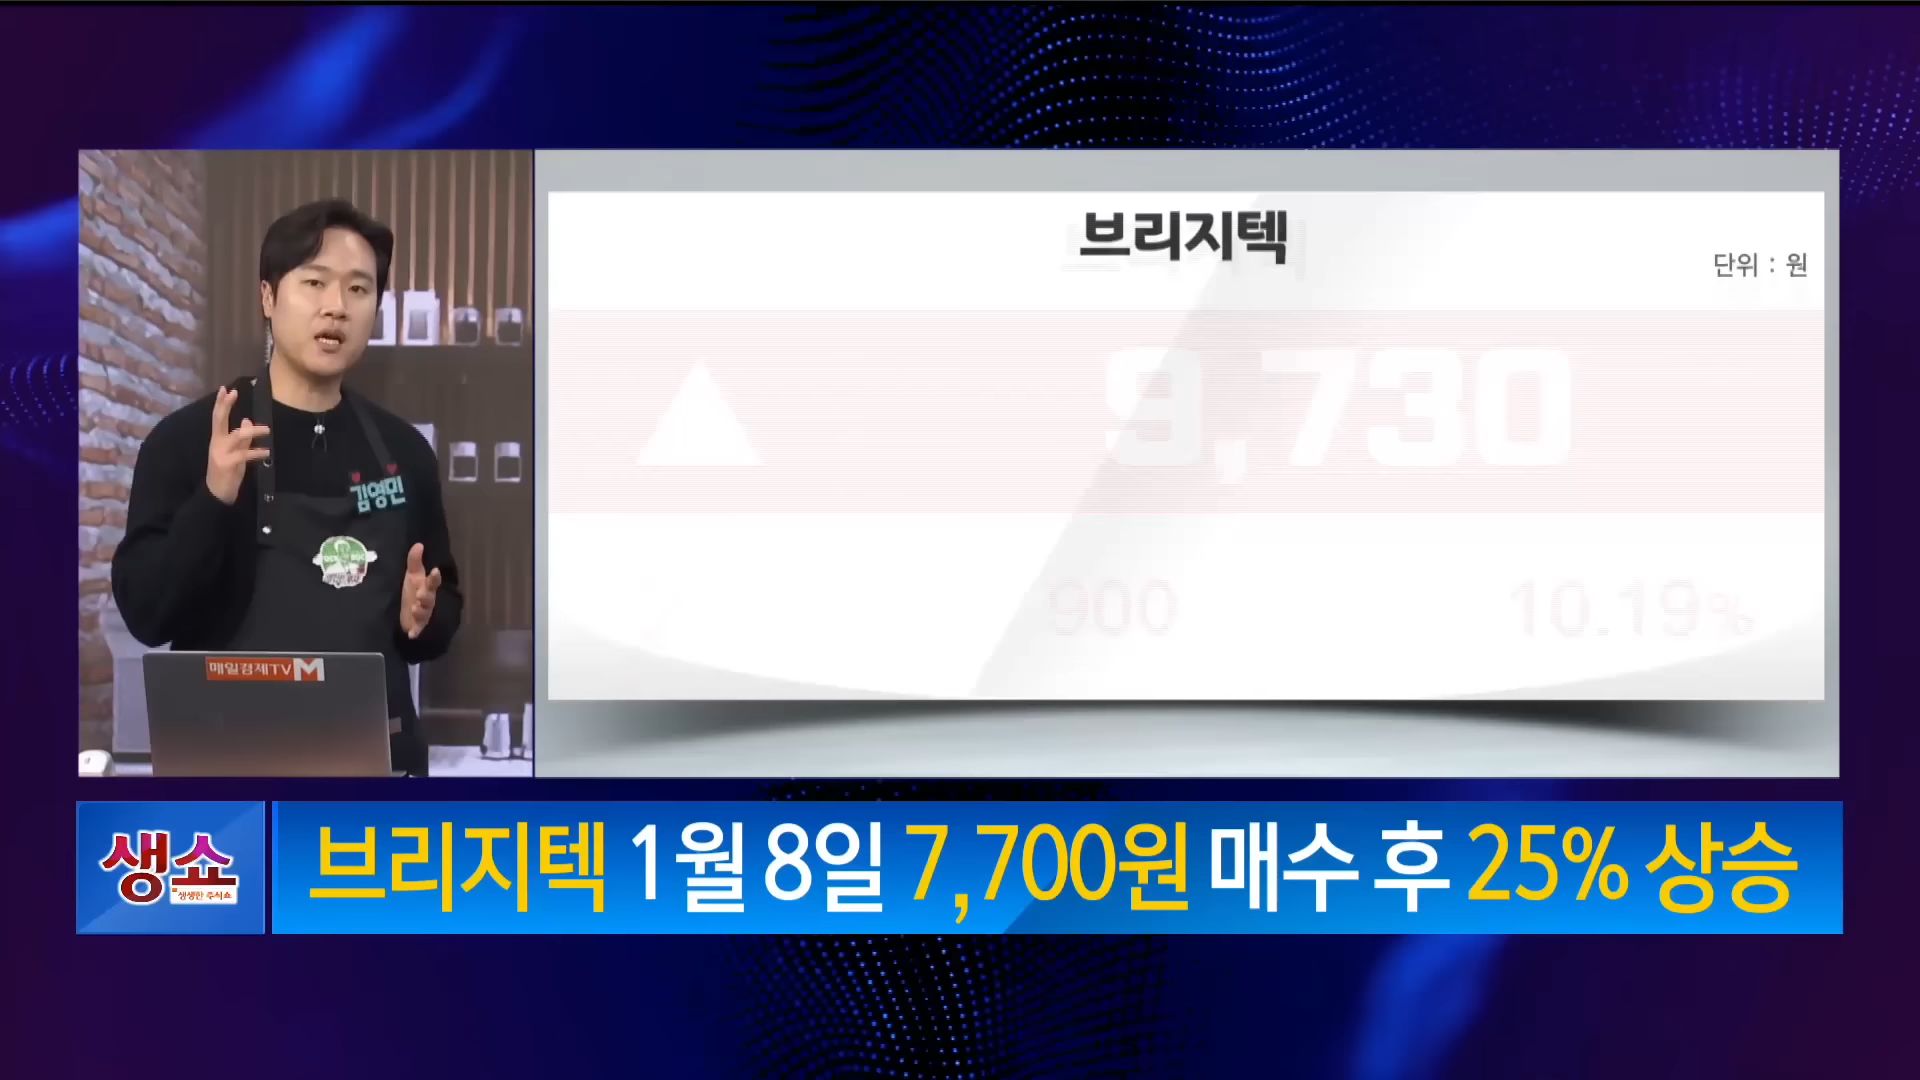 브리지텍
단위 : 원
▲ 9,730
900 10.19%
김영민
매일경제TV M
생쇼
생생한 주식쇼
브리지텍 1월 8일 7,700원 매수 후 25% 상승